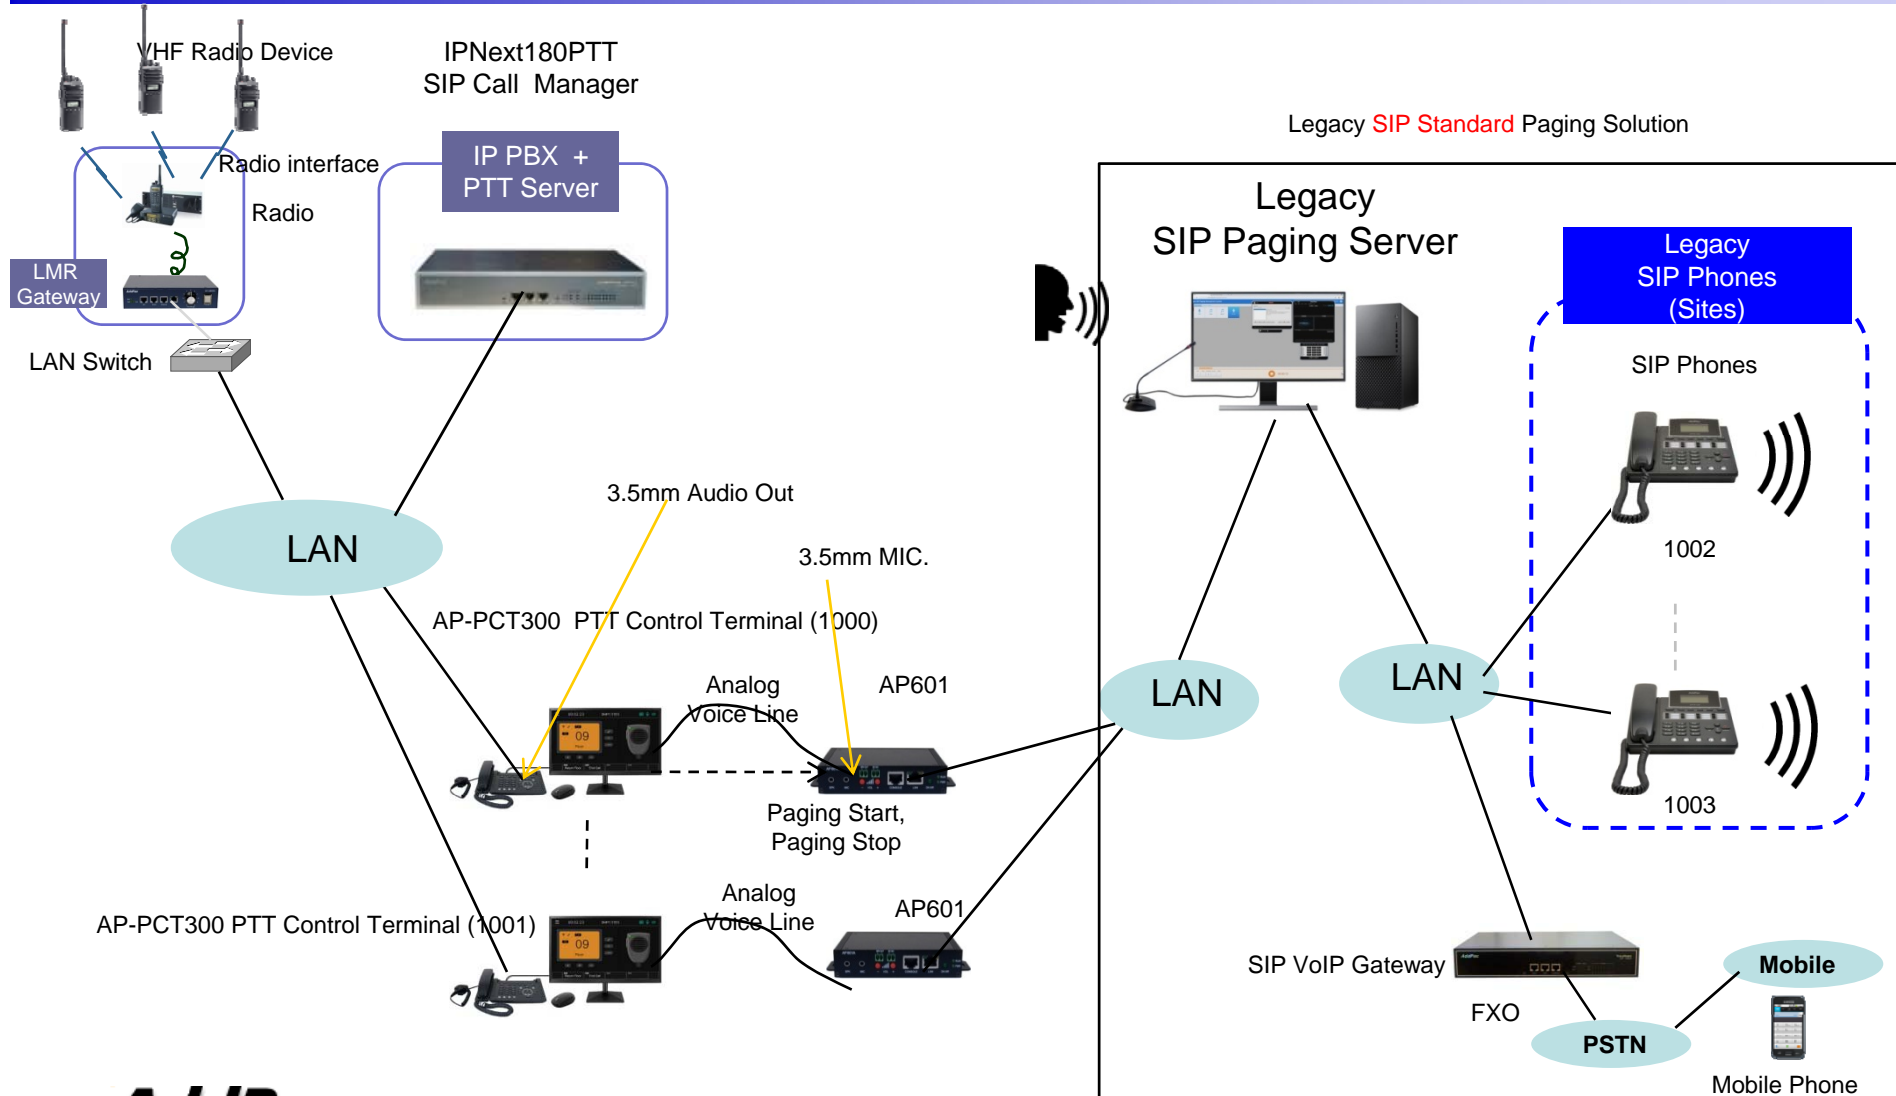 VHF Radio Device
IPNext180PTT
SIP Call  Manager
Legacy SIP Standard Paging Solution
IP PBX  +
PTT Server
Radio interface
Radio
LMR
Gateway
LAN Switch
Legacy
SIP Paging Server
Legacy
SIP Phones
(Sites)
SIP Phones
1002
3.5mm Audio Out
LAN
3.5mm MIC.
AP-PCT300  PTT Control Terminal (1000)
Analog
Voice Line
AP601
LAN
LAN
09
1003
Paging Start,
Paging Stop
Analog
Voice Line
AP601
AP-PCT300 PTT Control Terminal (1001)
09
SIP VoIP Gateway
Mobile
FXO
PSTN
Mobile Phone